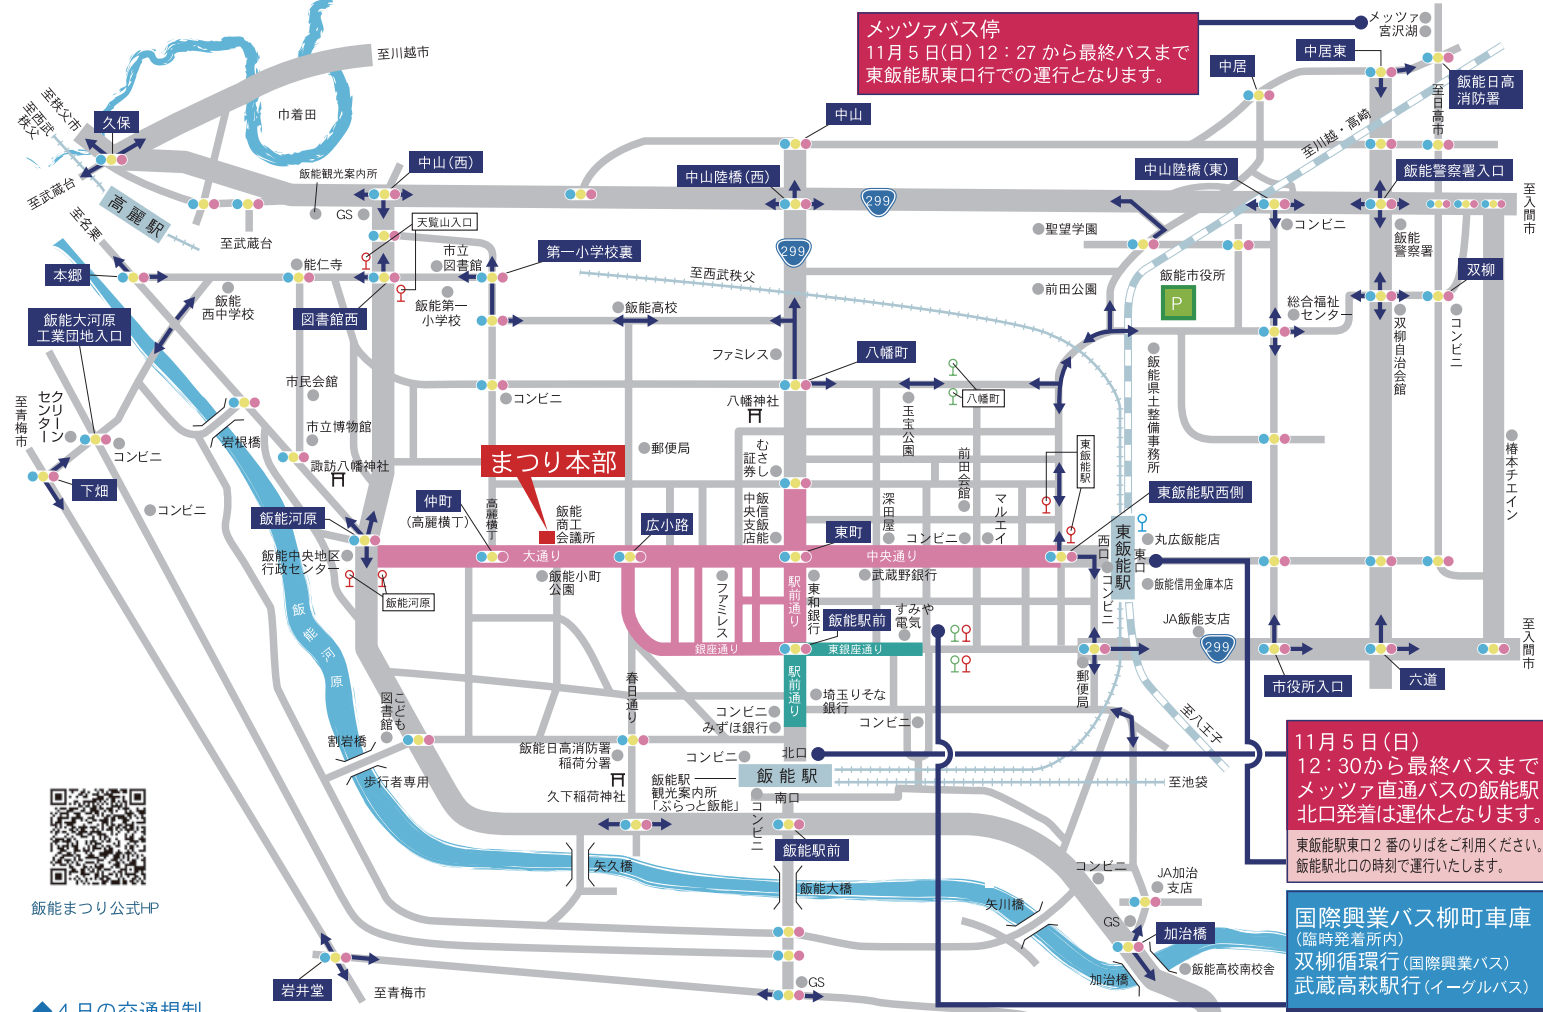 メッツァバス停
11月5日(日)12：27から最終バスまで
東飯能駅東口行での運行となります。
メッツァ
宮沢湖
中居東
中居
飯能日高
消防署
至日高市
至川越・高崎
至川越市
至秩父市
至西武
秩父
久保
巾着田
中山
中山(西)
飯能観光案内所
GS
天覧山入口
中山陸橋(西)
299
中山陸橋(東)
飯能警察署入口
至入間市
至武蔵台
高麗駅
至名栗
至武蔵台
コンビニ
聖望学園
飯能
警察署
本郷
能仁寺
市立
図書館
第一小学校裏
299
至西武秩父
飯能市役所
P
前田公園
双柳
飯能
西中学校
図書館西
飯能第一
小学校
飯能高校
総合福祉
センター
双柳自治会館
コンビニ
飯能大河原
工業団地入口
ファミレス
八幡町
飯能県土整備事務所
市民会館
コンビニ
八幡神社
八幡町
玉宝公園
至青梅市
クリーン
センター
コンビニ
岩根橋
市立博物館
諏訪八幡神社
まつり本部
郵便局
むさし
証券
前田会館
東飯能駅
椿本チエイン
下畑
コンビニ
飯能河原
仲町
(高麗横丁)
高麗横丁
飯能
商工
会議所
広小路
飯能信
中央支店
東町
深田屋
コンビニ
マルエイ
東飯能駅西側
飯能中央地区
行政センター
飯能河原
大通り
中央通り
西口
東飯能駅
東口
丸広飯能店
飯能小町
公園
ファミレス
駅前通り
東和銀行
武蔵野銀行
コンビニ
飯能信用金庫本店
飯能河原
飯能駅前
すみや
電気
JA飯能支店
銀座通り
東銀座通り
299
至入間市
駅前通り
郵便局
市役所入口
六道
こども
図書館
春日通り
埼玉りそな
銀行
コンビニ
みずほ銀行
コンビニ
至八王子
割岩橋
歩行者専用
飯能日高消防署
稲荷分署
コンビニ
北口
飯能駅
久下稲荷神社
飯能駅
観光案内所
「ぷらっと飯能」
南口
コンビニ
至池袋
11月5日(日)
12：30から最終バスまで
メッツァ直通バスの飯能駅
北口発着は運休となります。
東飯能駅東口2番のりばをご利用ください。
飯能駅北口の時刻で運行いたします。
飯能駅前
矢久橋
飯能大橋
コンビニ
JA加治
支店
矢川橋
GS
加治橋
飯能まつり公式HP
国際興業バス柳町車庫
(臨時発着所内)
双柳循環行(国際興業バス)
武蔵高萩駅行(イーグルバス)
飯能高校南校舎
加治橋
岩井堂
至青梅市
GS
◆4日の交通規制